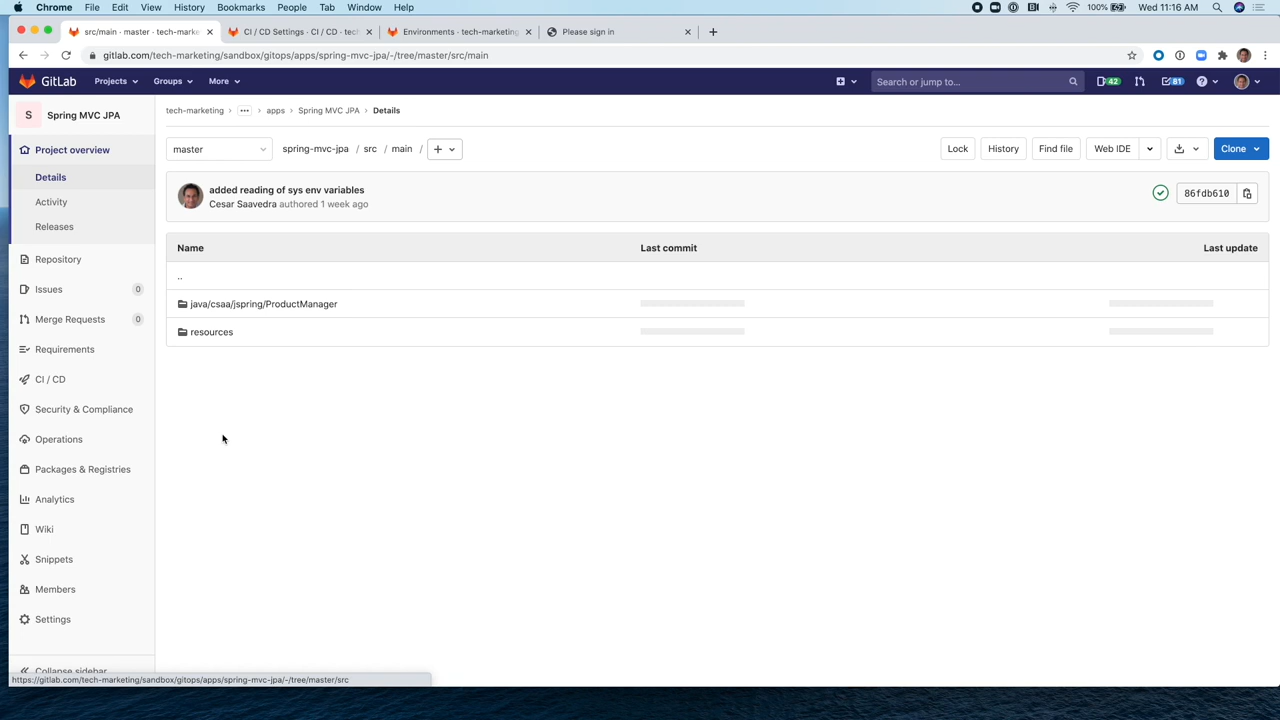 Chrome File Edit View History Bookmarks People Tab Window Help 100% Wed 11:16 AM
src/main · master · tech-marke CI / CD Settings · CI / CD · tech Environments · tech-marketing Please sign in
gitlab.com/tech-marketing/sandbox/gitops/apps/spring-mvc-jpa/-/tree/master/src/main
GitLab Projects Groups More Search or jump to... 42 81
S Spring MVC JPA
tech-marketing › ... › apps › Spring MVC JPA › Details
Project overview
Details
Activity
Releases
Repository
Issues 0
Merge Requests 0
Requirements
CI / CD
Security & Compliance
Operations
Packages & Registries
Analytics
Wiki
Snippets
Members
Settings
Collapse sidebar
master spring-mvc-jpa / src / main / + Lock History Find file Web IDE Clone
added reading of sys env variables
Cesar Saavedra authored 1 week ago
86fdb610
Name Last commit Last update
..
java/csaa/jspring/ProductManager
resources
https://gitlab.com/tech-marketing/sandbox/gitops/apps/spring-mvc-jpa/-/tree/master/src